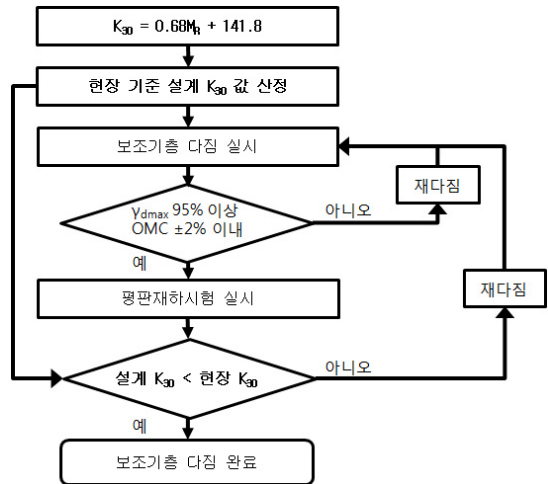 K₃₀ = 0.68M_R + 141.8
현장 기준 설계 K₃₀ 값 산정
보조기층 다짐 실시
재다짐
γdmax 95% 이상
OMC ±2% 이내
아니오
예
재다짐
평판재하시험 실시
설계 K₃₀ < 현장 K₃₀
아니오
예
보조기층 다짐 완료